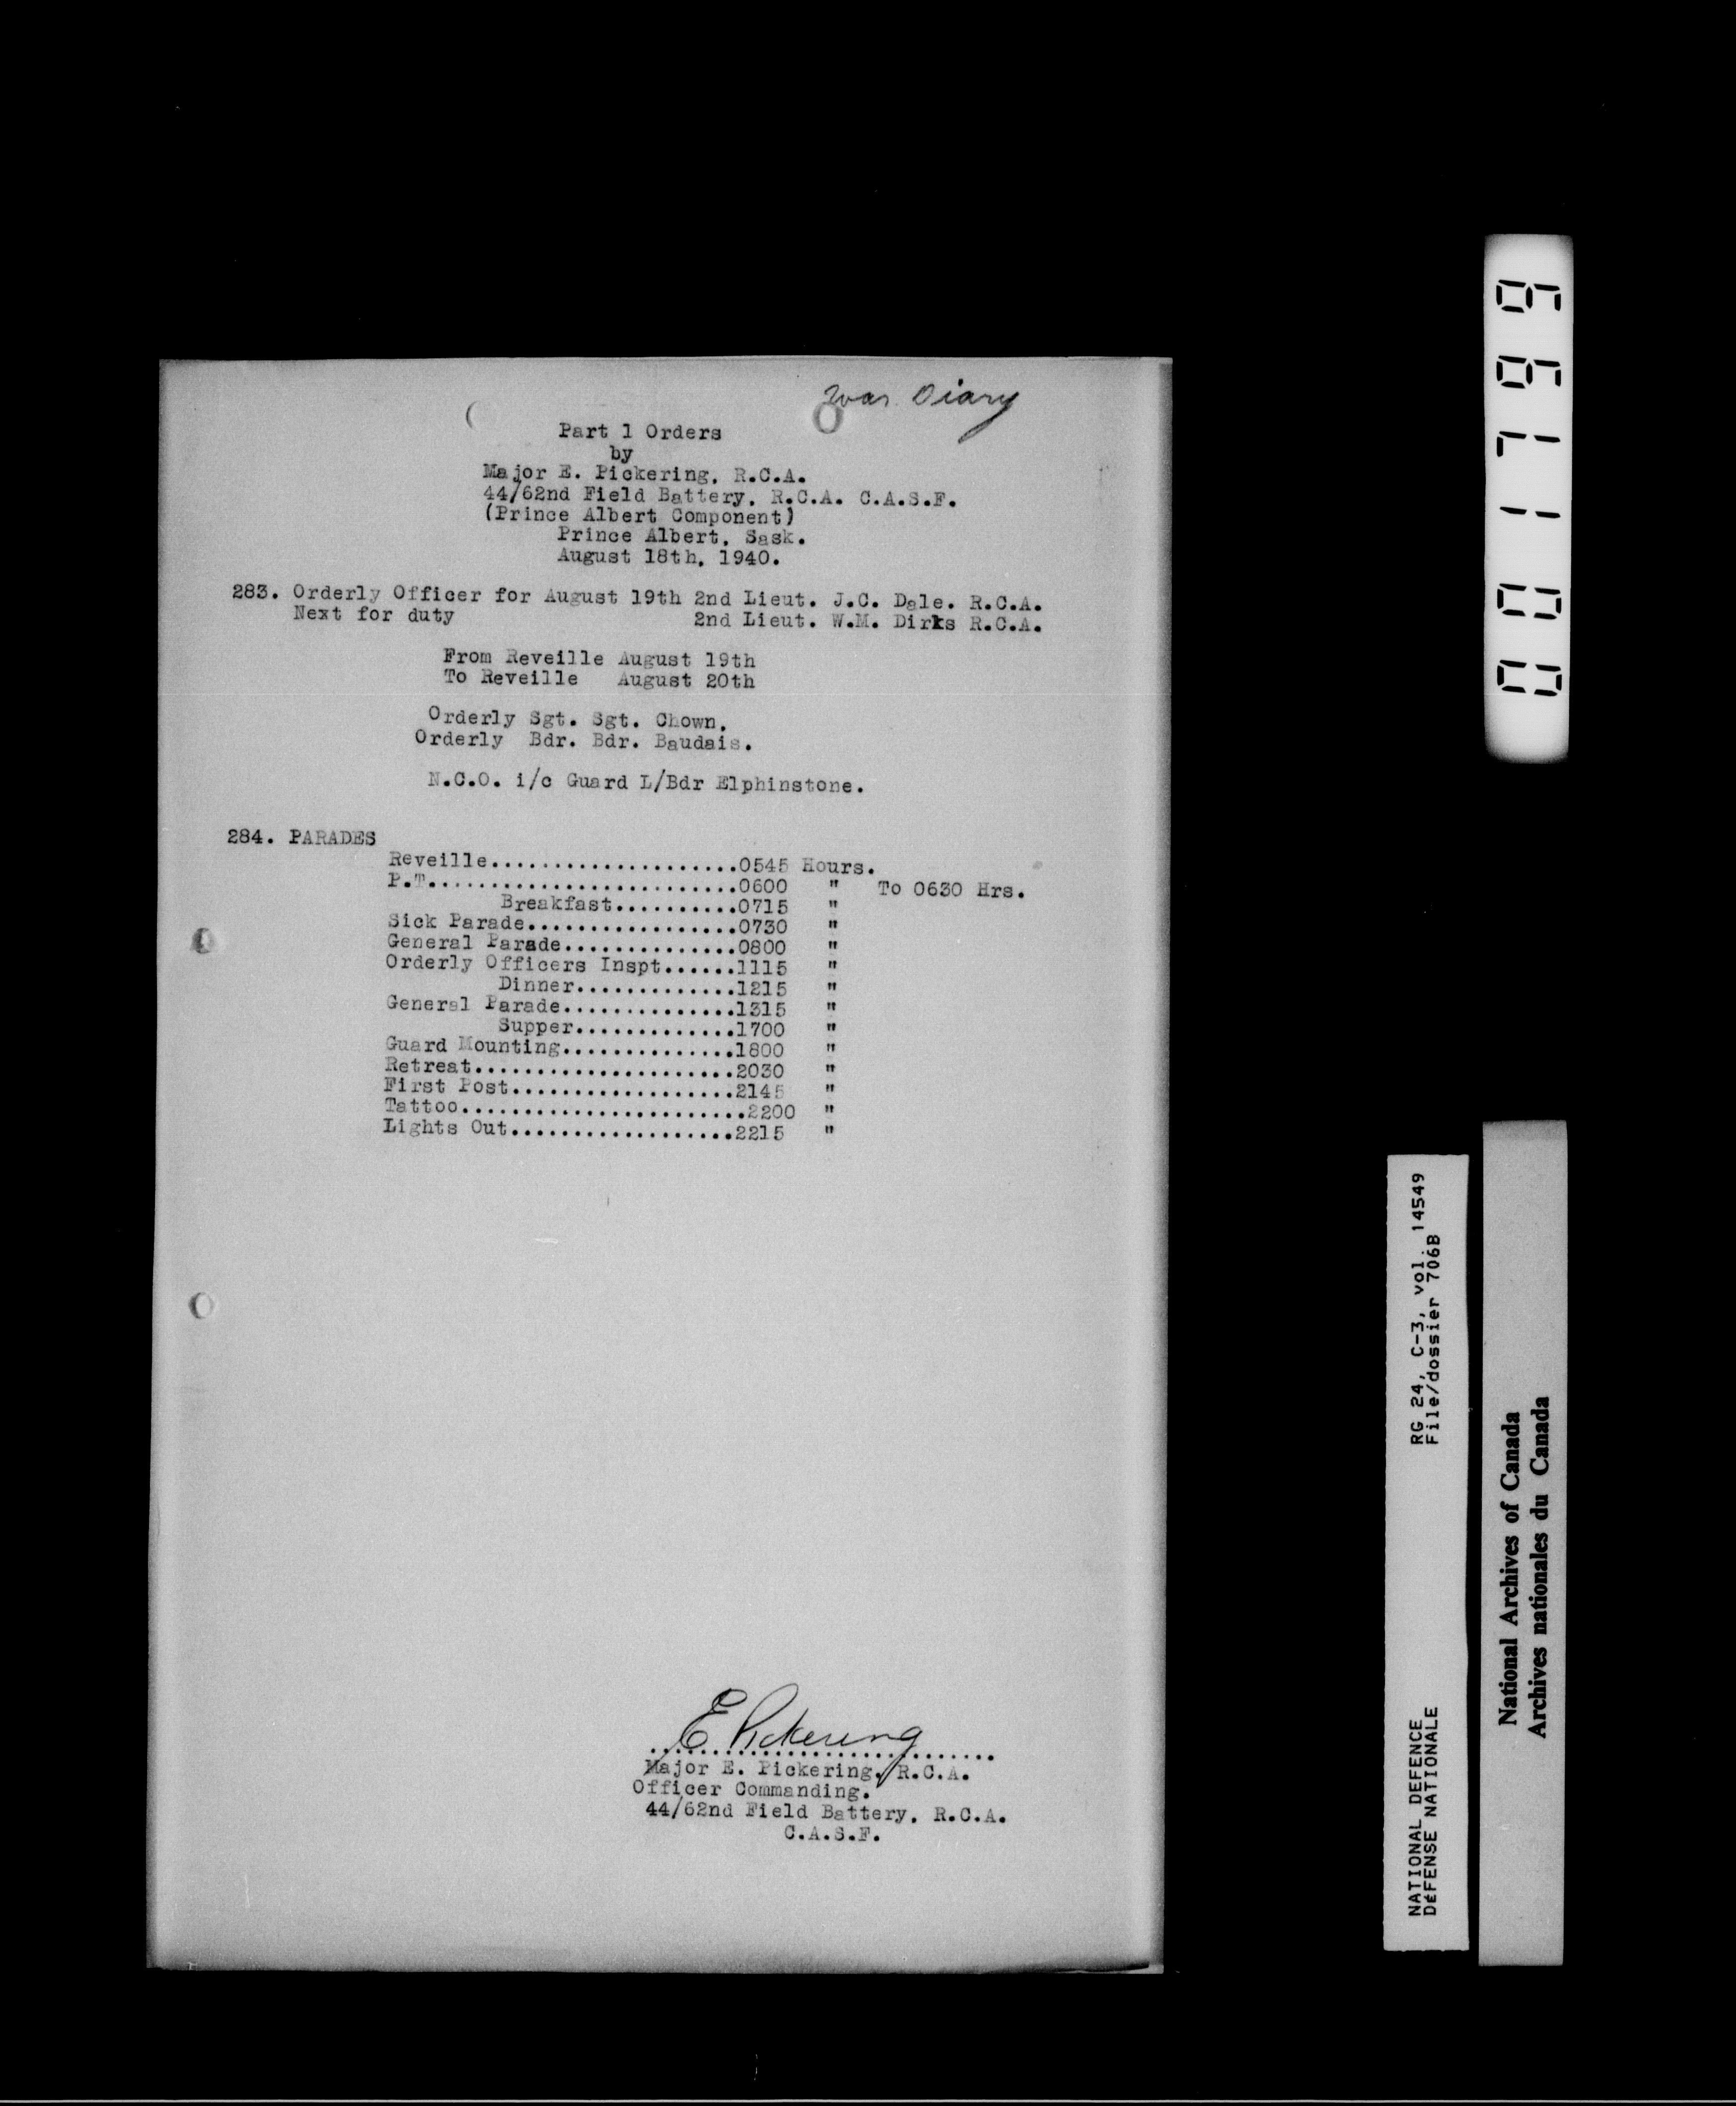 War Diary
Part 1 Orders
by
Major E. Pickering, R.C.A.
44/62nd Field Battery, R.C.A. C.A.S.F.
(Prince Albert Component)
Prince Albert, Sask.
August 18th, 1940.
283. Orderly Officer for August 19th 2nd Lieut. J.C. Dale. R.C.A.
Next for duty 2nd Lieut. W.M. Dirks R.C.A.
From Reveille August 19th
To Reveille August 20th
Orderly Sgt. Sgt. Chown.
Orderly Bdr. Bdr. Baudais.
N.C.O. i/c Guard L/Bdr Elphinstone.
284. PARADES
Reveille....................0545 Hours.
P.T.........................0600 " To 0630 Hrs.
Breakfast..........0715 "
Sick Parade.................0730 "
General Parade..............0800 "
Orderly Officers Inspt......1115 "
Dinner.............1215 "
General Parade..............1315 "
Supper.............1700 "
Guard Mounting..............1800 "
Retreat.....................2030 "
First Post..................2145 "
Tattoo.......................2200 "
Lights Out..................2215 "
E Pickering
............................
Major E. Pickering, R.C.A.
Officer Commanding.
44/62nd Field Battery, R.C.A.
C.A.S.F.
NATIONAL DEFENCE RG 24, C-3, vol. 14549
DéFENSE NATIONALE File/dossier 706B
National Archives of Canada
Archives nationales du Canada